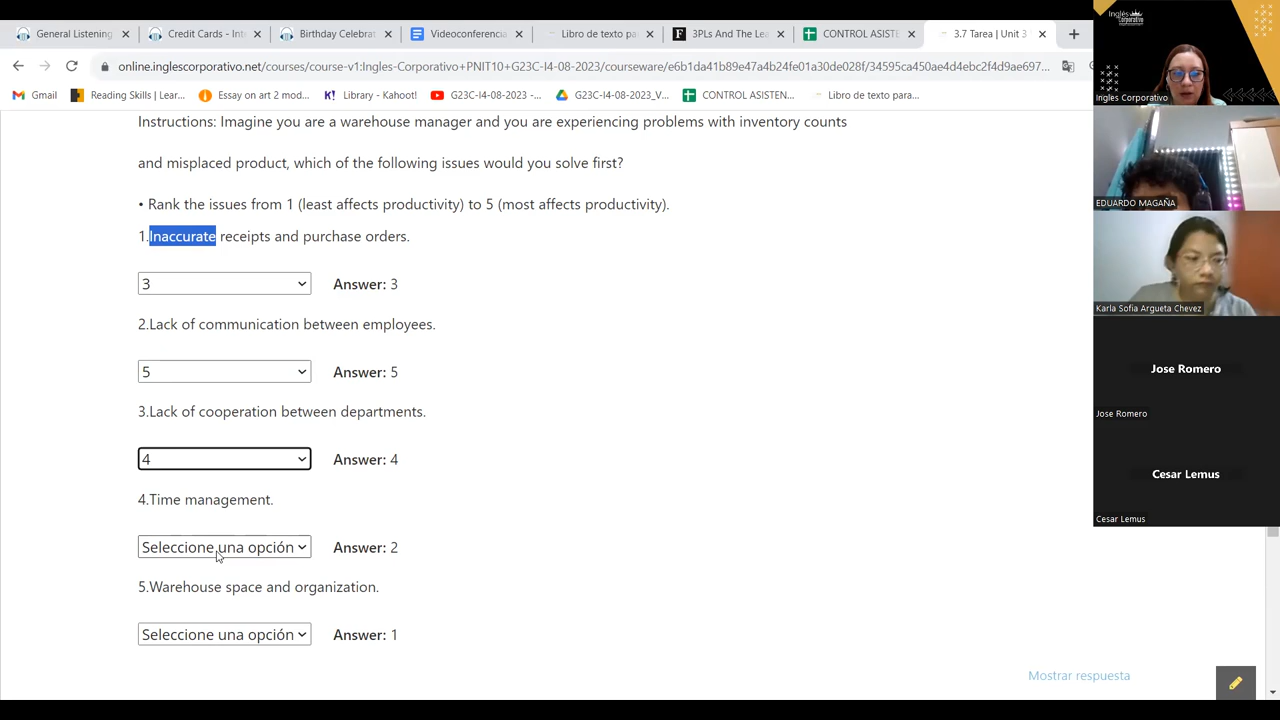 General Listening
Credit Cards - Int
Birthday Celebrat
Videoconferencia
Libro de texto pa
3PLs And The Lea
CONTROL ASISTE
3.7 Tarea | Unit 3
online.inglescorporativo.net/courses/course-v1:Ingles-Corporativo+PNIT01+G23C-I4-08-2023/courseware/e6b1da41b89e47a4b24fe01a30de028f/34595ca450aea4d4ebc2f4d9ae697...
Gmail
Reading Skills | Lear...
Essay on art 2 mod...
Library - Kar
G23C-I4-08-2023 -...
G23C-I4-08-2023_V
CONTROL ASISTEN...
Libro de texto para...
Instructions: Imagine you are a warehouse manager and you are experiencing problems with inventory counts
and misplaced product, which of the following issues would you solve first?
• Rank the issues from 1 (least affects productivity) to 5 (most affects productivity).
1.Inaccurate receipts and purchase orders.
3 Answer: 3
2.Lack of communication between employees.
5 Answer: 5
3.Lack of cooperation between departments.
4 Answer: 4
4.Time management.
Seleccione una opción Answer: 2
5.Warehouse space and organization.
Seleccione una opción Answer: 1
Mostrar respuesta
Inglés
Corporativo
Ingles Corporativo
EDUARDO MAGAÑA
Karla Sofia Argueta Chevez
Jose Romero
Jose Romero
Cesar Lemus
Cesar Lemus